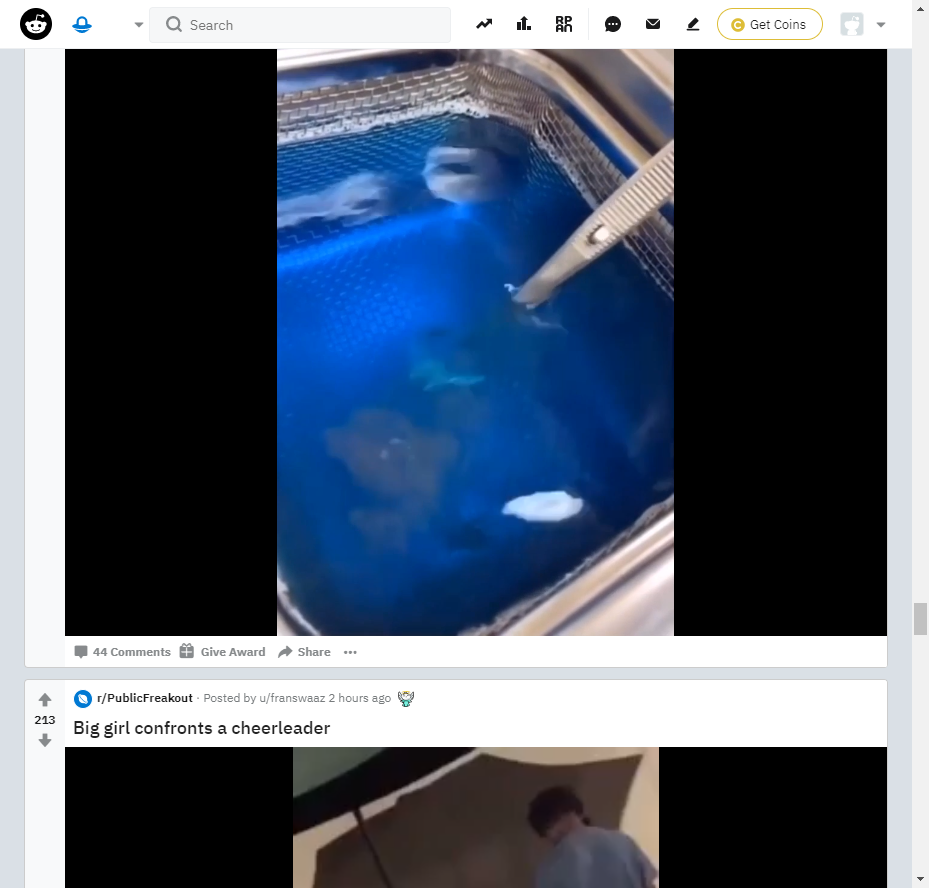 Search
Get Coins
44 Comments Give Award Share
r/PublicFreakout · Posted by u/franswaaz 2 hours ago
213
Big girl confronts a cheerleader